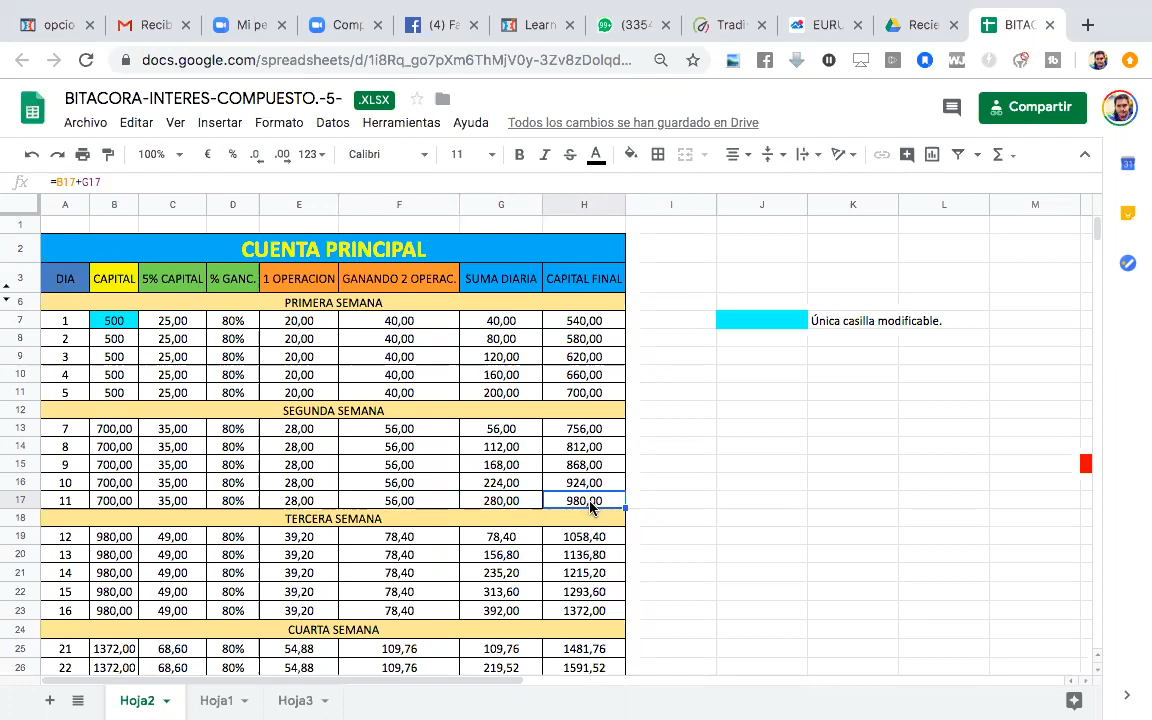 opcio Recib Mi pe Comp (4) Fa Learn (3354 Tradi EURU Recie BITAC
docs.google.com/spreadsheets/d/1i8Rq_go7pXm6ThMjV0y-3Zv8zDolqd...
BITACORA-INTERES-COMPUESTO.-5- .XLSX
Compartir
Archivo Editar Ver Insertar Formato Datos Herramientas Ayuda Todos los cambios se han guardado en Drive
100% € % .0 .00 123 Calibri 11 B I S A Σ
fx =B17+G17
A B C D E F G H I J K L M
1
2 CUENTA PRINCIPAL
3 DIA CAPITAL 5% CAPITAL % GANC. 1 OPERACION GANANDO 2 OPERAC. SUMA DIARIA CAPITAL FINAL
6 PRIMERA SEMANA
7 1 500 25,00 80% 20,00 40,00 40,00 540,00 Única casilla modificable.
8 2 500 25,00 80% 20,00 40,00 80,00 580,00
9 3 500 25,00 80% 20,00 40,00 120,00 620,00
10 4 500 25,00 80% 20,00 40,00 160,00 660,00
11 5 500 25,00 80% 20,00 40,00 200,00 700,00
12 SEGUNDA SEMANA
13 7 700,00 35,00 80% 28,00 56,00 56,00 756,00
14 8 700,00 35,00 80% 28,00 56,00 112,00 812,00
15 9 700,00 35,00 80% 28,00 56,00 168,00 868,00
16 10 700,00 35,00 80% 28,00 56,00 224,00 924,00
17 11 700,00 35,00 80% 28,00 56,00 280,00 980,00
18 TERCERA SEMANA
19 12 980,00 49,00 80% 39,20 78,40 78,40 1058,40
20 13 980,00 49,00 80% 39,20 78,40 156,80 1136,80
21 14 980,00 49,00 80% 39,20 78,40 235,20 1215,20
22 15 980,00 49,00 80% 39,20 78,40 313,60 1293,60
23 16 980,00 49,00 80% 39,20 78,40 392,00 1372,00
24 CUARTA SEMANA
25 21 1372,00 68,60 80% 54,88 109,76 109,76 1481,76
26 22 1372,00 68,60 80% 54,88 109,76 219,52 1591,52
Hoja2 Hoja1 Hoja3